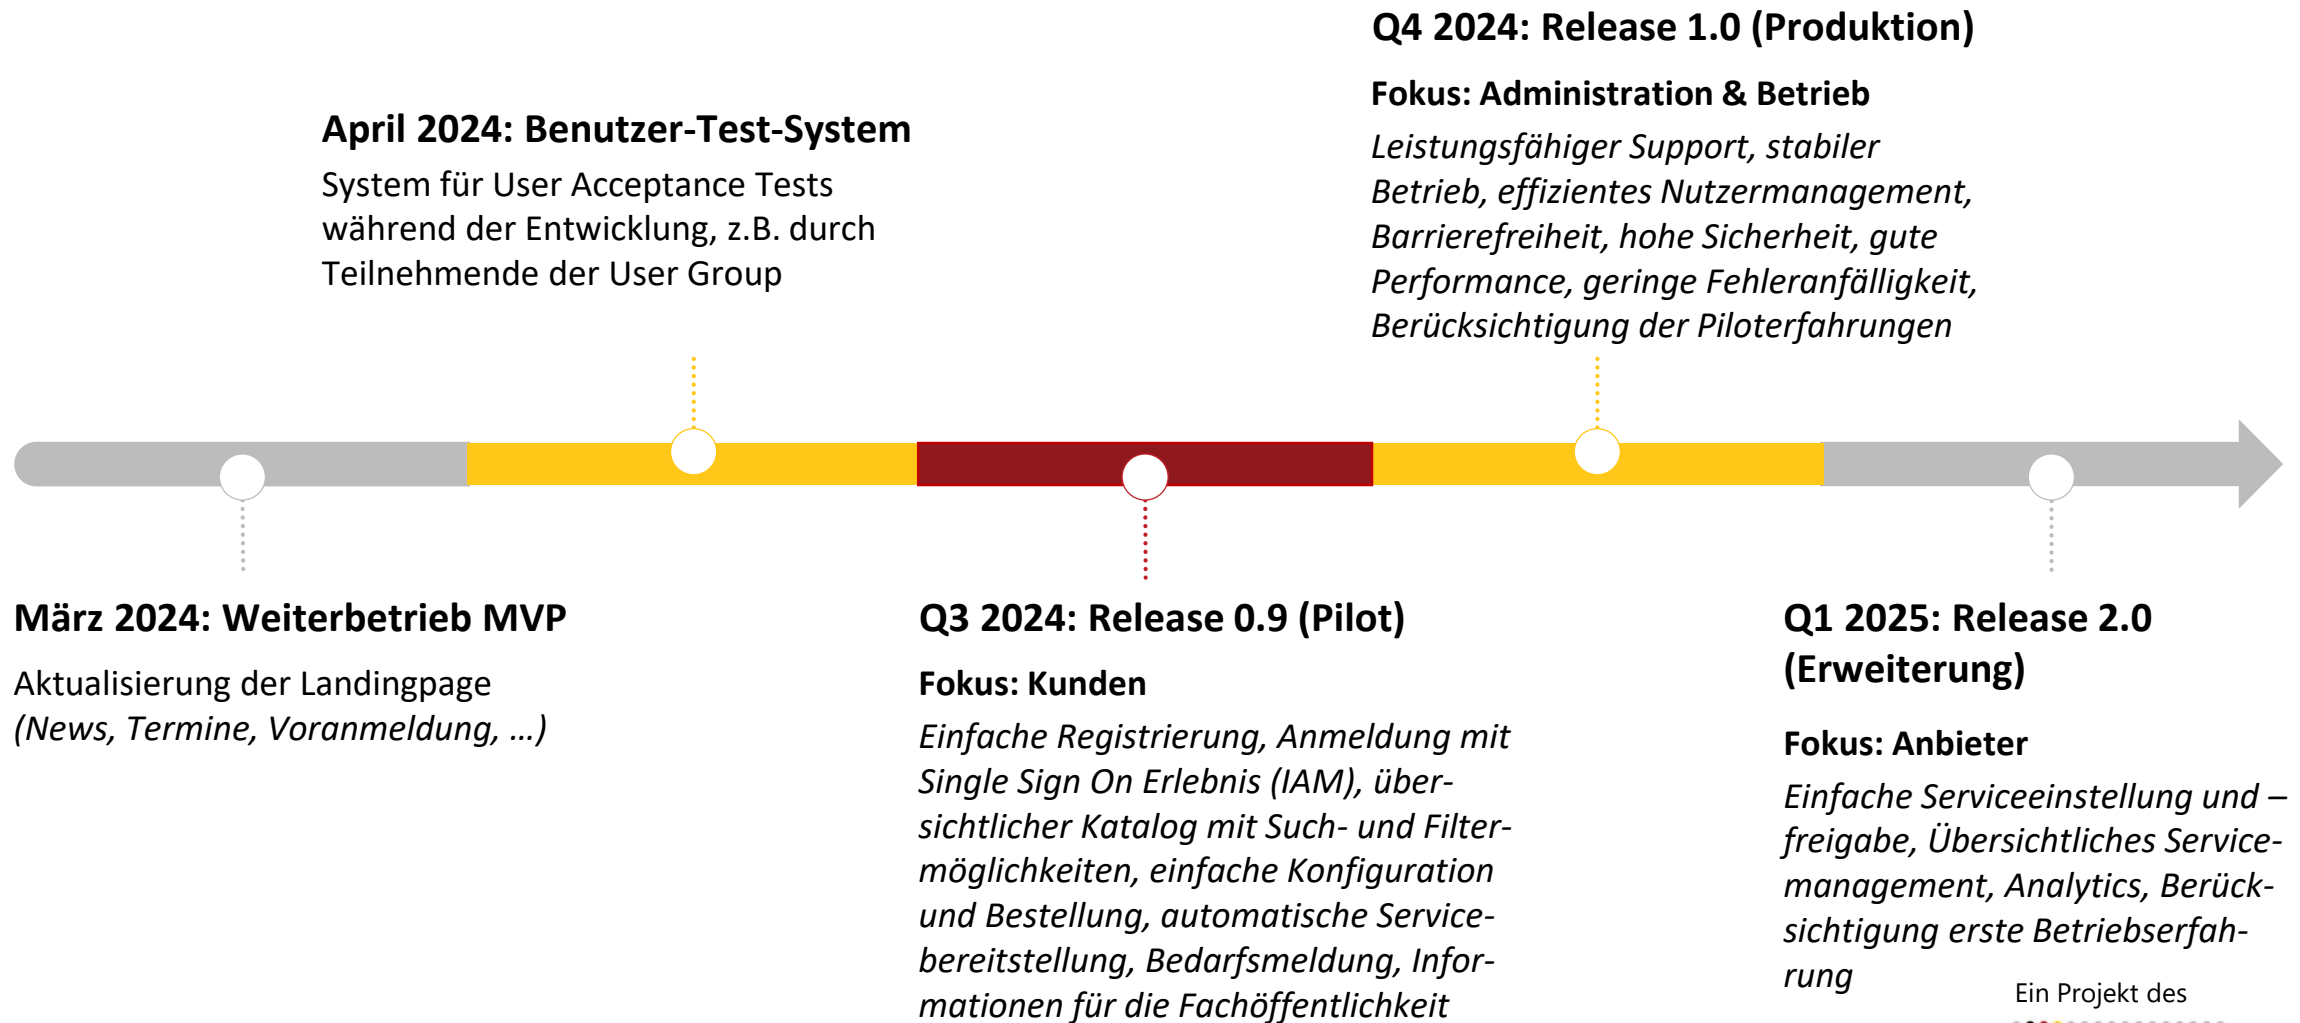 Q4 2024: Release 1.0 (Produktion)
Fokus: Administration & Betrieb
Leistungsfähiger Support, stabiler
Betrieb, effizientes Nutzermanagement,
Barrierefreiheit, hohe Sicherheit, gute
Performance, geringe Fehleranfälligkeit,
Berücksichtigung der Piloterfahrungen
April 2024: Benutzer-Test-System
System für User Acceptance Tests
während der Entwicklung, z.B. durch
Teilnehmende der User Group
März 2024: Weiterbetrieb MVP
Aktualisierung der Landingpage
(News, Termine, Voranmeldung, …)
Q3 2024: Release 0.9 (Pilot)
Fokus: Kunden
Einfache Registrierung, Anmeldung mit
Single Sign On Erlebnis (IAM), über-
sichtlicher Katalog mit Such- und Filter-
möglichkeiten, einfache Konfiguration
und Bestellung, automatische Service-
bereitstellung, Bedarfsmeldung, Infor-
mationen für die Fachöffentlichkeit
Q1 2025: Release 2.0
(Erweiterung)
Fokus: Anbieter
Einfache Serviceeinstellung und –
freigabe, Übersichtliches Service-
management, Analytics, Berück-
sichtigung erste Betriebserfah-
rung
Ein Projekt des